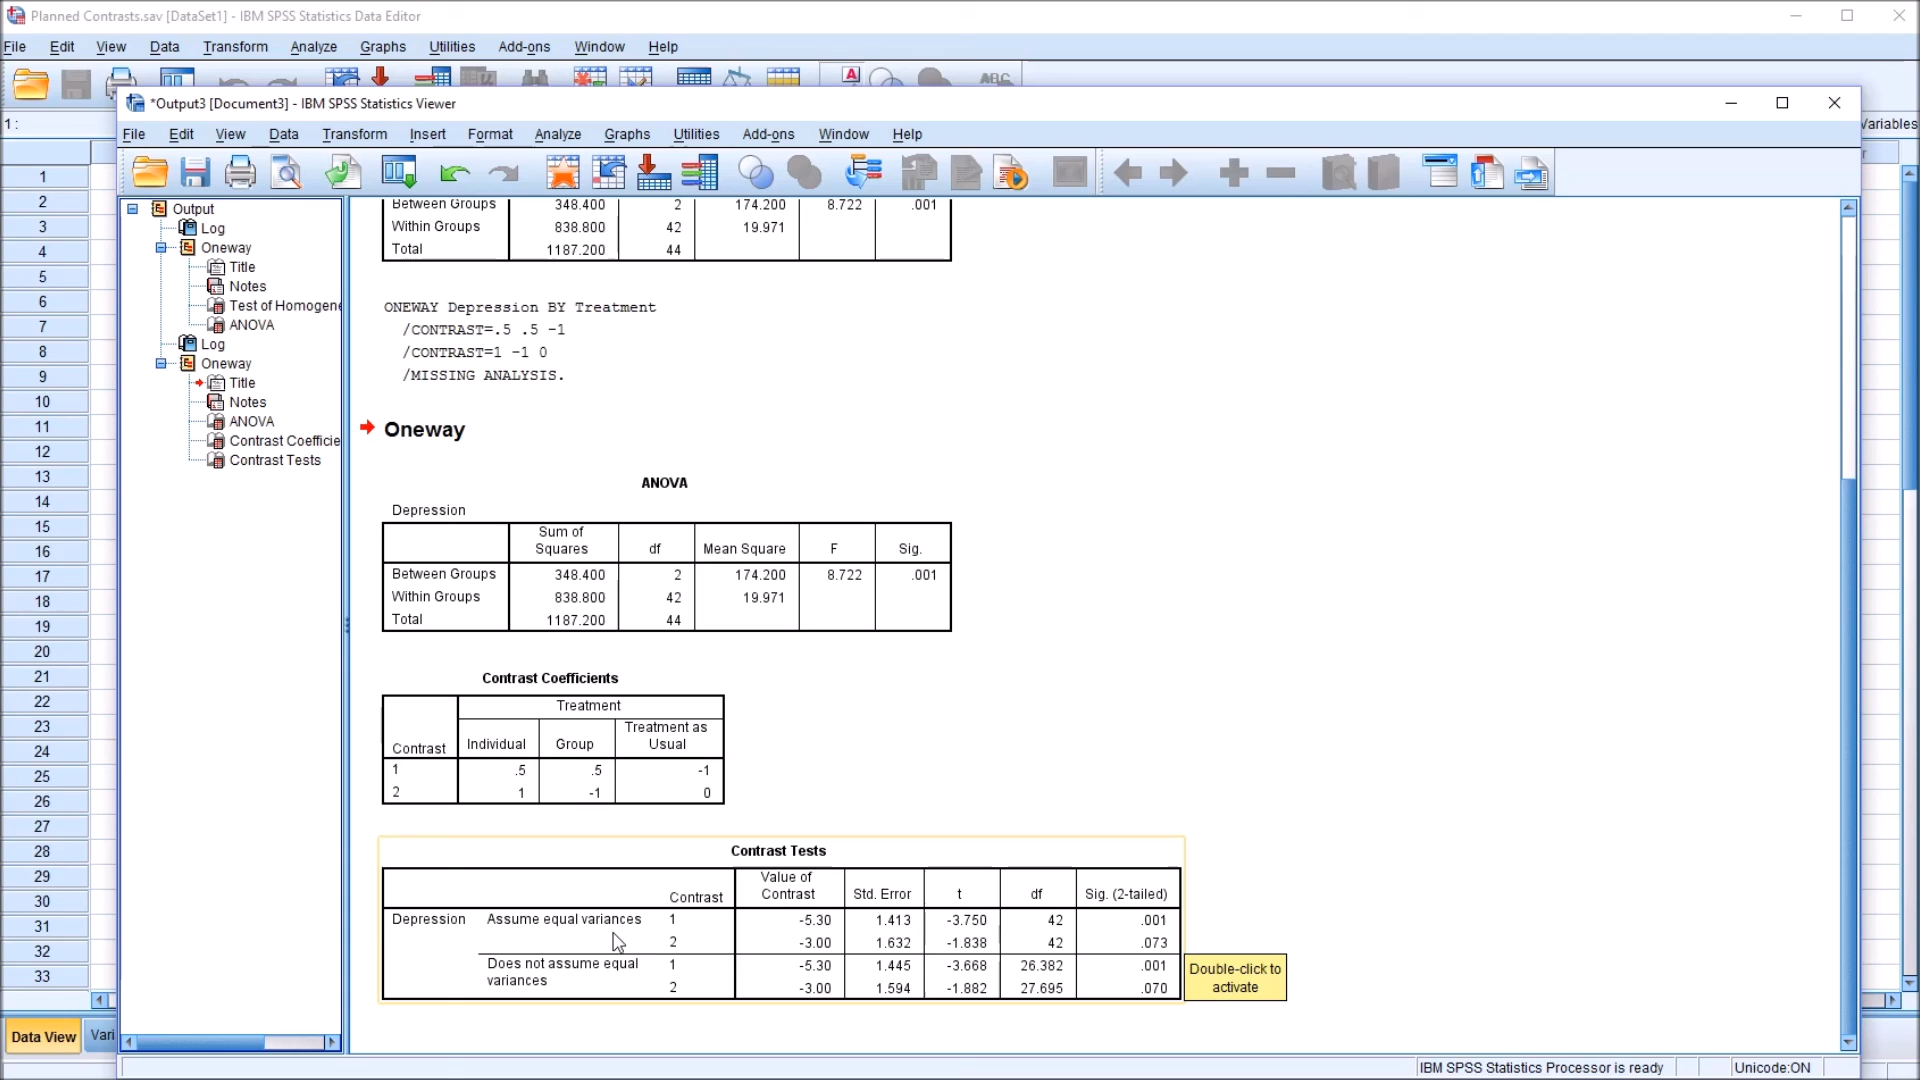 Planned Contrasts.sav [DataSet1] - IBM SPSS Statistics Data Editor
File Edit View Data Transform Analyze Graphs Utilities Add-ons Window Help
A ABC
*Output3 [Document3] - IBM SPSS Statistics Viewer
1 : Variables
File Edit View Data Transform Insert Format Analyze Graphs Utilities Add-ons Window Help
1
2
3
4
5
6
7
8
9
10
11
12
13
14
15
16
17
18
19
20
21
22
23
24
25
26
27
28
29
30
31
32
33
Data View Vari
Output
Log
Oneway
Title
Notes
Test of Homogene
ANOVA
Log
Oneway
Title
Notes
ANOVA
Contrast Coefficie
Contrast Tests
Between Groups 348.400 2 174.200 8.722 .001
Within Groups 838.800 42 19.971
Total 1187.200 44
ONEWAY Depression BY Treatment
/CONTRAST=.5 .5 -1
/CONTRAST=1 -1 0
/MISSING ANALYSIS.
Oneway
ANOVA
Depression
Sum of Squares df Mean Square F Sig.
Between Groups 348.400 2 174.200 8.722 .001
Within Groups 838.800 42 19.971
Total 1187.200 44
Contrast Coefficients
Treatment
Contrast Individual Group Treatment as Usual
1 .5 .5 -1
2 1 -1 0
Contrast Tests
Contrast Value of Contrast Std. Error t df Sig. (2-tailed)
Depression Assume equal variances 1 -5.30 1.413 -3.750 42 .001
2 -3.00 1.632 -1.838 42 .073
Does not assume equal variances 1 -5.30 1.445 -3.668 26.382 .001
2 -3.00 1.594 -1.882 27.695 .070
Double-click to
activate
IBM SPSS Statistics Processor is ready Unicode:ON